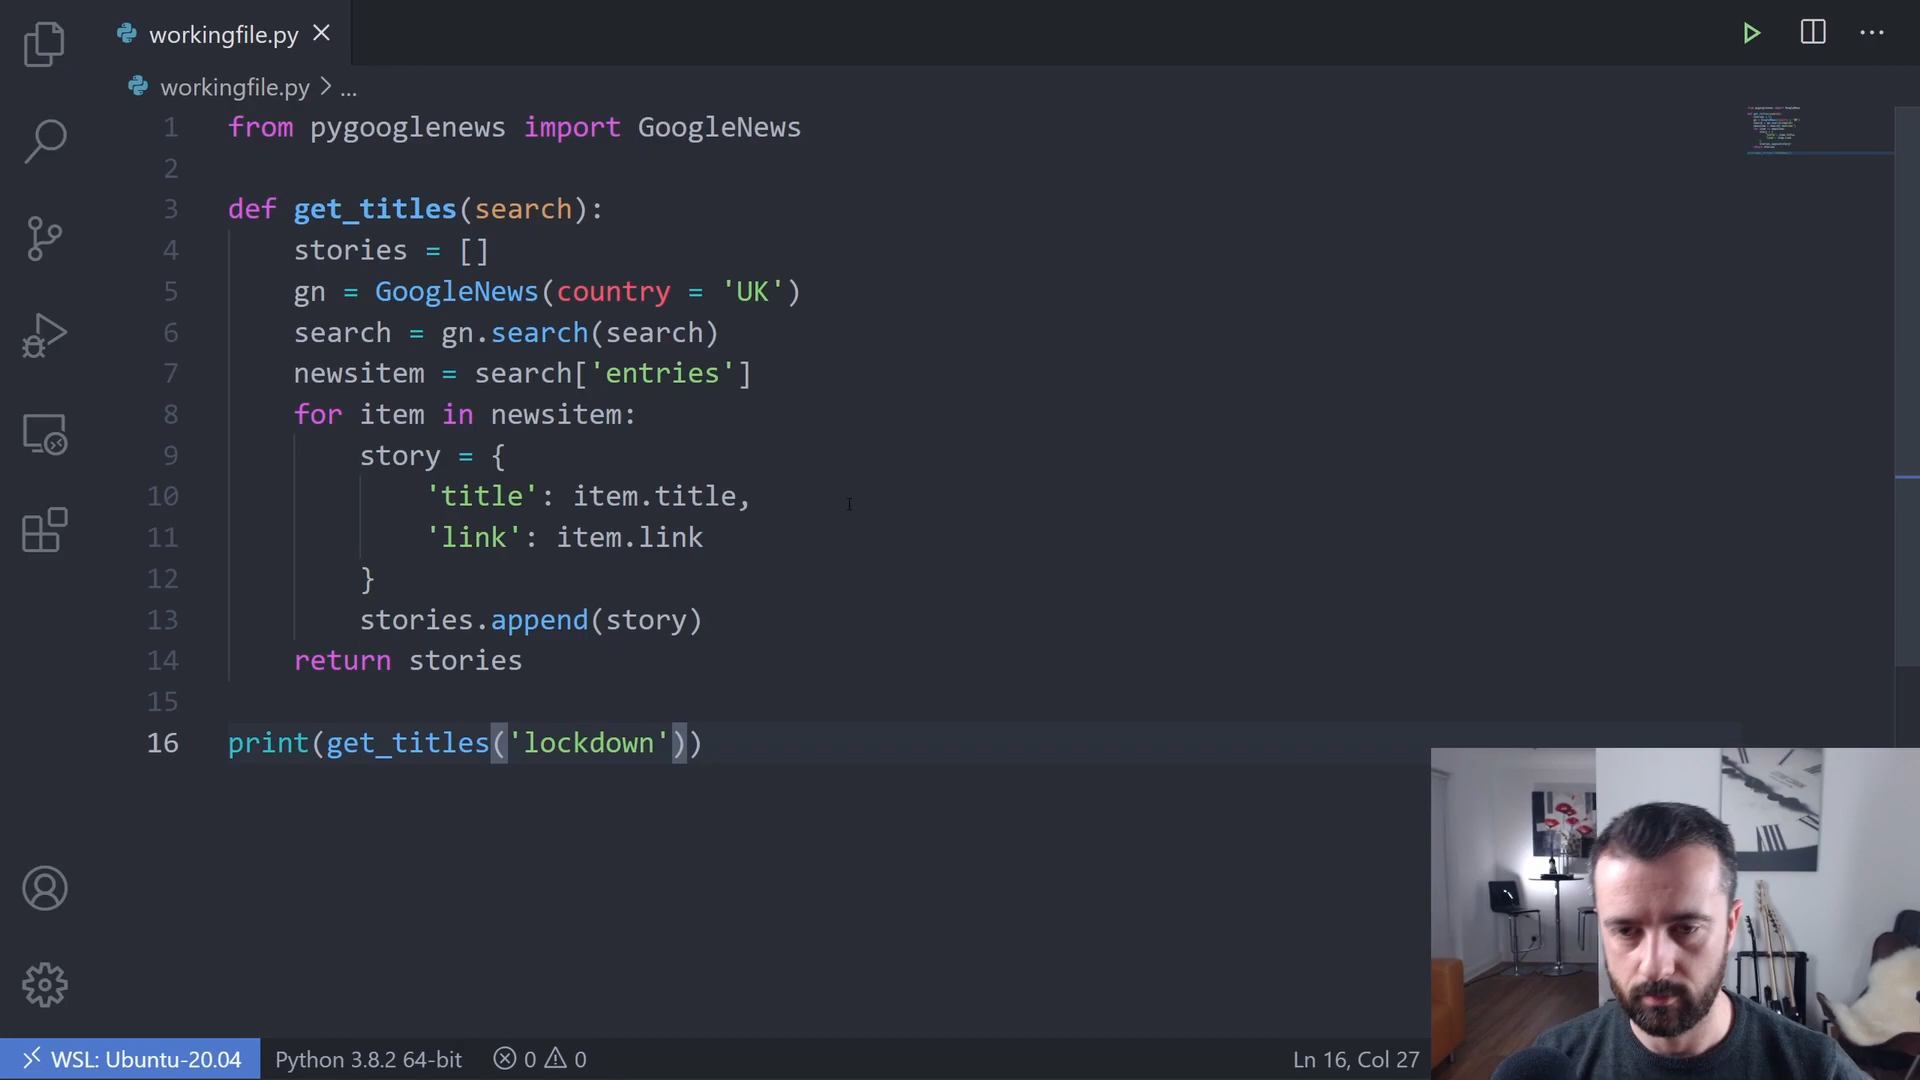 workingfile.py
workingfile.py > ...
1 from pygooglenews import GoogleNews
2
3 def get_titles(search):
4 stories = []
5 gn = GoogleNews(country = 'UK')
6 search = gn.search(search)
7 newsitem = search['entries']
8 for item in newsitem:
9 story = {
10 'title': item.title,
11 'link': item.link
12 }
13 stories.append(story)
14 return stories
15
16 print(get_titles('lockdown'))
WSL: Ubuntu-20.04 Python 3.8.2 64-bit 0 0 Ln 16, Col 27